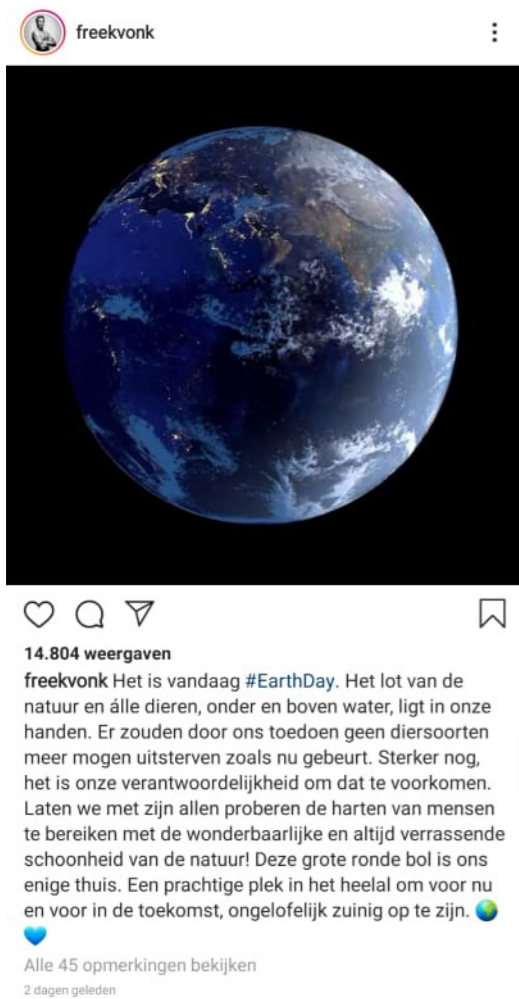 freekvonk
14.804 weergaven
freekvonk Het is vandaag #EarthDay. Het lot van de
natuur en álle dieren, onder en boven water, ligt in onze
handen. Er zouden door ons toedoen geen diersoorten
meer mogen uitsterven zoals nu gebeurt. Sterker nog,
het is onze verantwoordelijkheid om dat te voorkomen.
Laten we met zijn allen proberen de harten van mensen
te bereiken met de wonderbaarlijke en altijd verrassende
schoonheid van de natuur! Deze grote ronde bol is ons
enige thuis. Een prachtige plek in het heelal om voor nu
en voor in de toekomst, ongelofelijk zuinig op te zijn. 🌍
💙
Alle 45 opmerkingen bekijken
2 dagen geleden